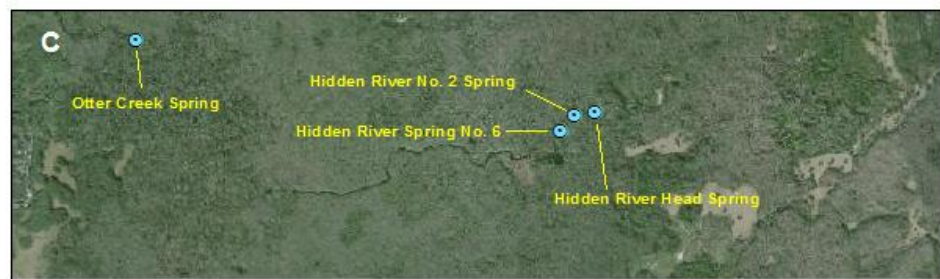 C
Otter Creek Spring
Hidden River No. 2 Spring
Hidden River Spring No. 6
Hidden River Head Spring